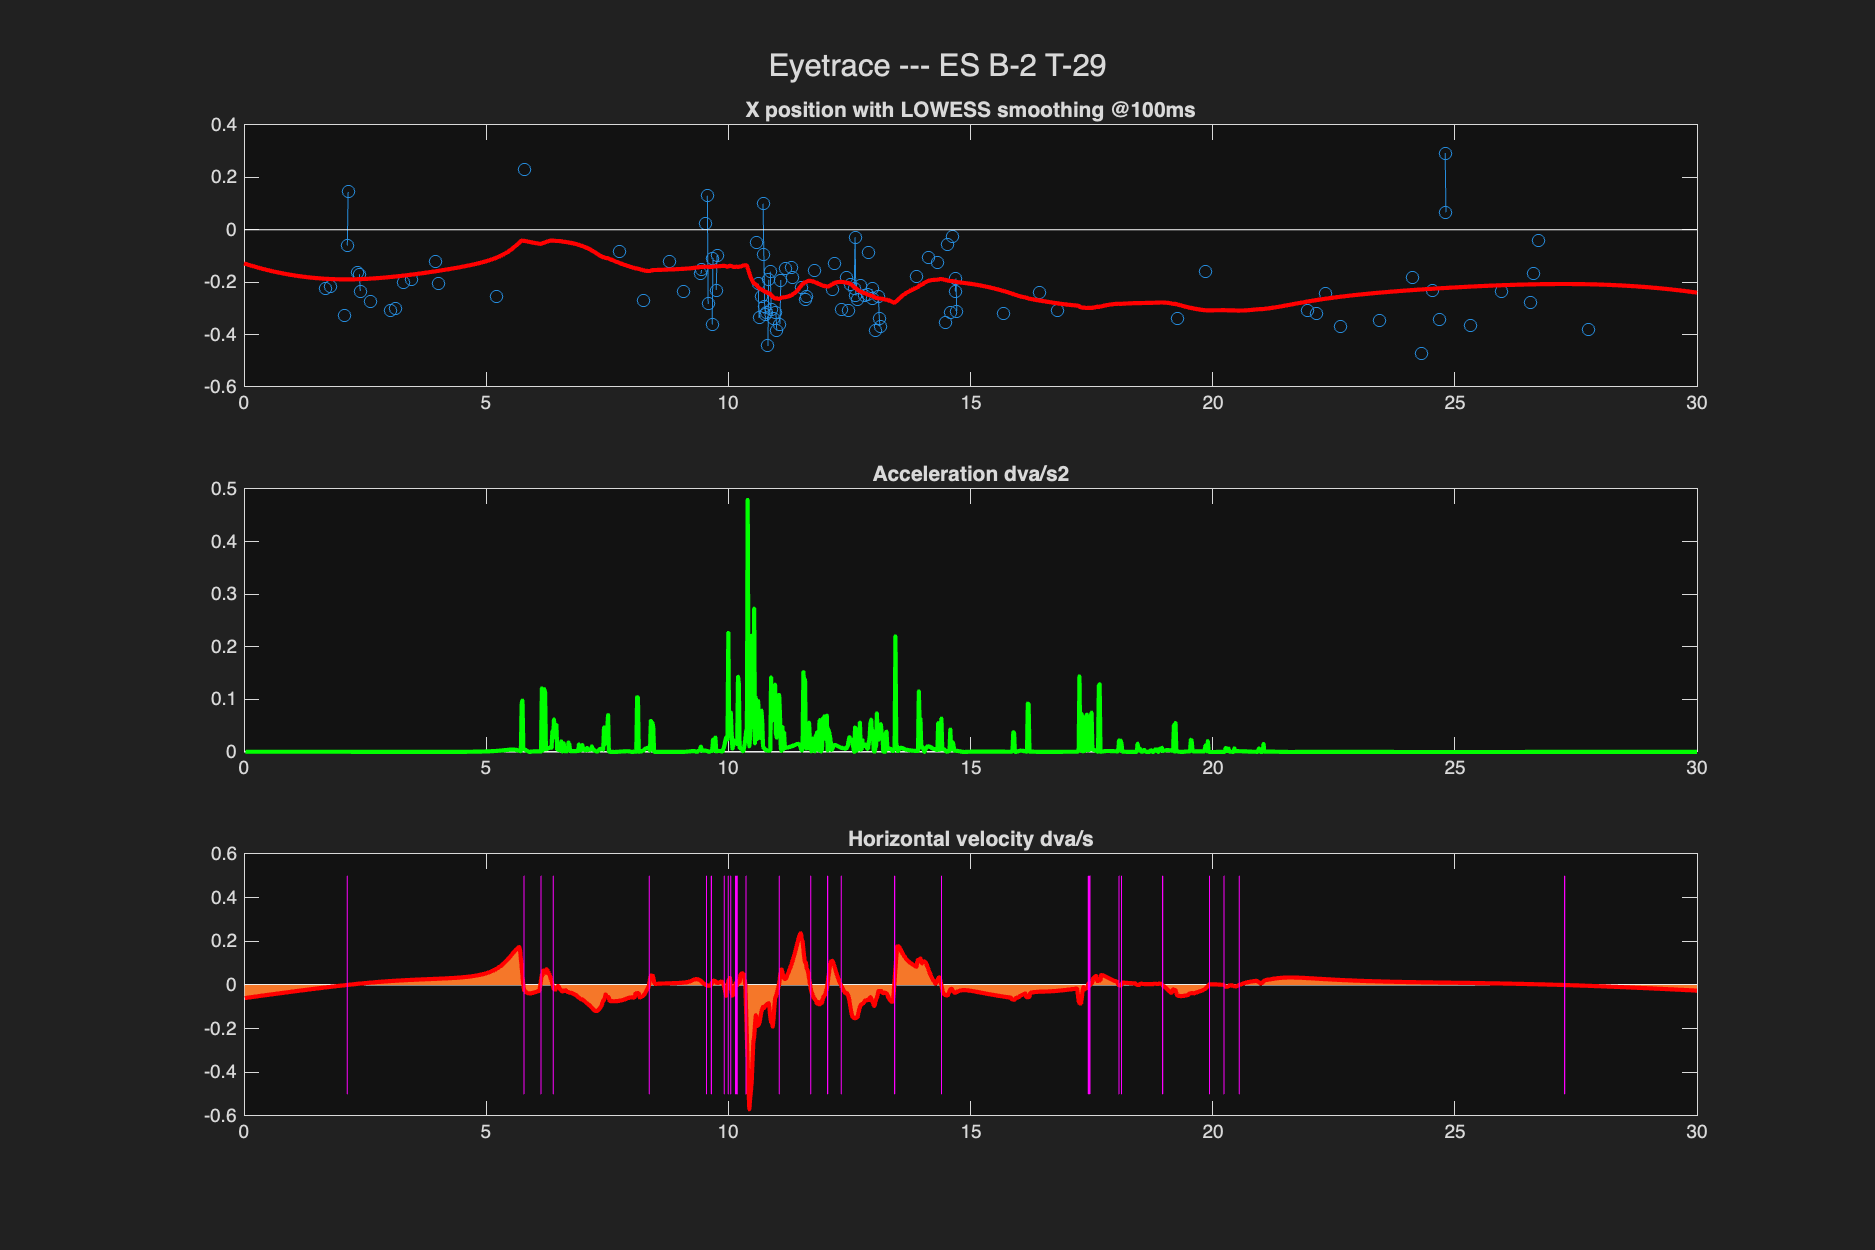 Eyetrace --- ES B-2 T-29
X position with LOWESS smoothing @100ms
0.4
0.2
0
-0.2
-0.4
-0.6
0 5 10 15 20 25 30
Acceleration dva/s2
0.5
0.4
0.3
0.2
0.1
0
0 5 10 15 20 25 30
Horizontal velocity dva/s
0.6
0.4
0.2
0
-0.2
-0.4
-0.6
0 5 10 15 20 25 30